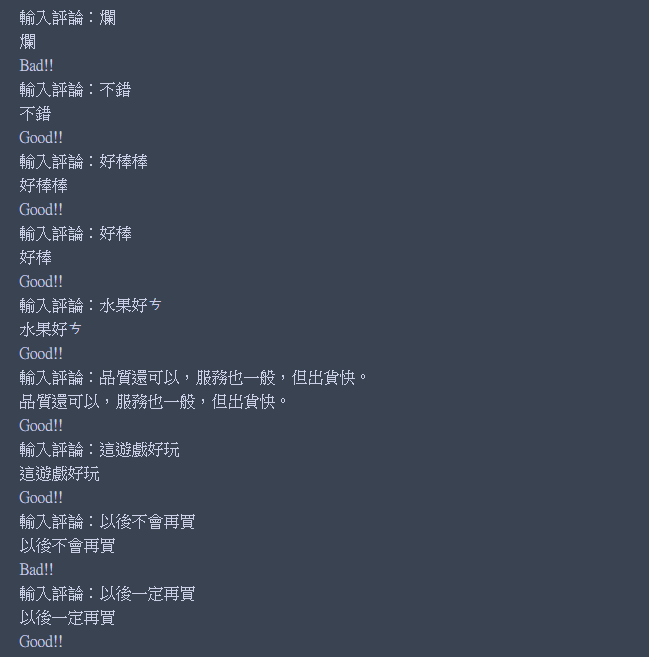 輸入評論：爛
爛
Bad!!
輸入評論：不錯
不錯
Good!!
輸入評論：好棒棒
好棒棒
Good!!
輸入評論：好棒
好棒
Good!!
輸入評論：水果好ㄘ
水果好ㄘ
Good!!
輸入評論：品質還可以，服務也一般，但出貨快。
品質還可以，服務也一般，但出貨快。
Good!!
輸入評論：這遊戲好玩
這遊戲好玩
Good!!
輸入評論：以後不會再買
以後不會再買
Bad!!
輸入評論：以後一定再買
以後一定再買
Good!!